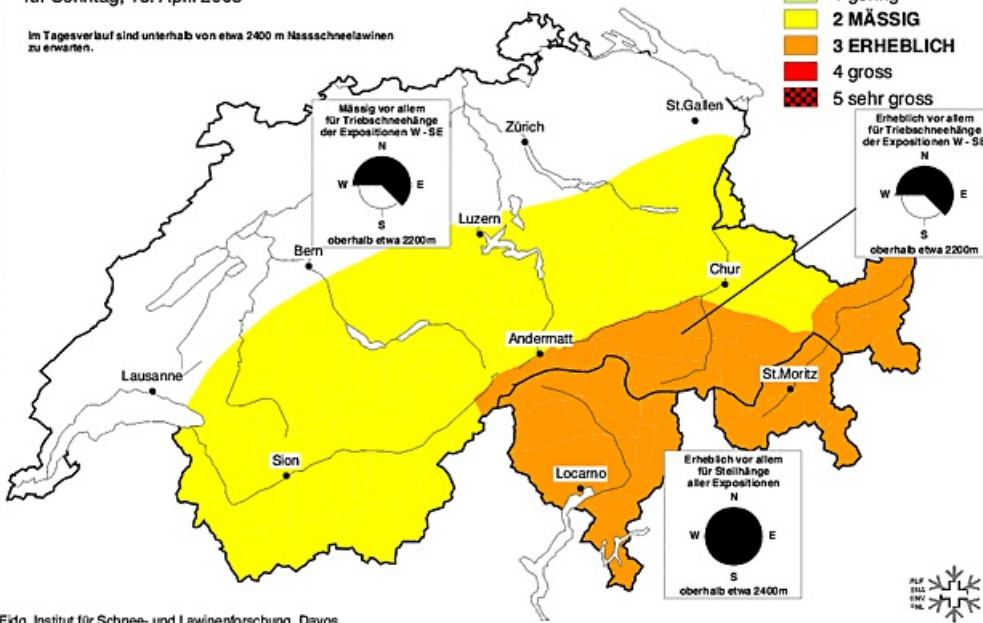 Im Tagesverlauf sind unterhalb von etwa 2400 m Nassschneelawinen
zu erwarten.
2 MÄSSIG
3 ERHEBLICH
4 gross
5 sehr gross
Mässig vor allem
für Triebschneehänge
der Expositionen W - SE
N
W E
S
oberhalb etwa 2200m
Erheblich vor allem
für Triebschneehänge
der Expositionen W - SE
N
W E
S
oberhalb etwa 2200m
St.Gallen
Zürich
Luzern
Bern
Chur
Andermatt
Lausanne
St.Moritz
Sion
Locarno
Erheblich vor allem
für Steilhänge
aller Expositionen
N
W E
S
oberhalb etwa 2400m
SLF
Eidg. Institut für Schnee- und Lawinenforschung, Davos